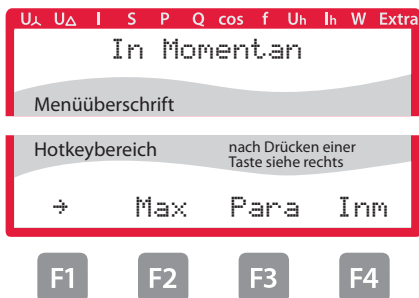 U⅄ U△ I S P Q cos f Uh Ih W Extra
In Momentan
Menüüberschrift
Hotkeybereich
nach Drücken einer
Taste siehe rechts
→ Max Para Inm
F1 F2 F3 F4